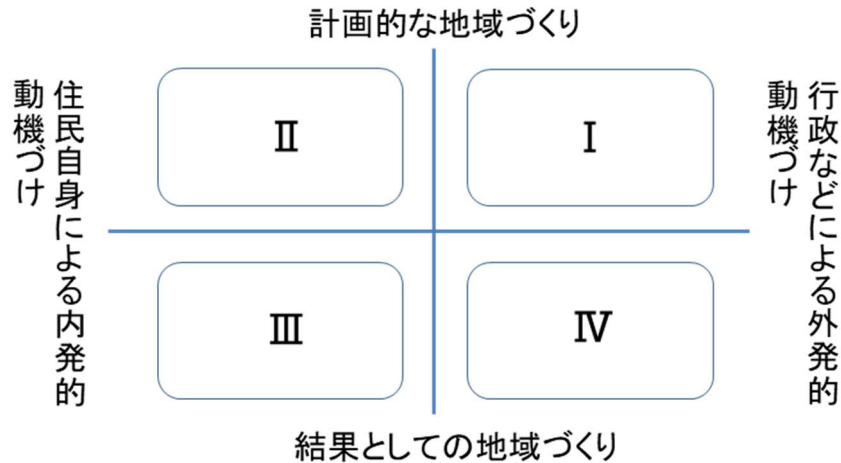 計画的な地域づくり
住民自身による内発的
動機づけ
Ⅱ
Ⅰ
行政などによる外発的
動機づけ
Ⅲ
Ⅳ
結果としての地域づくり